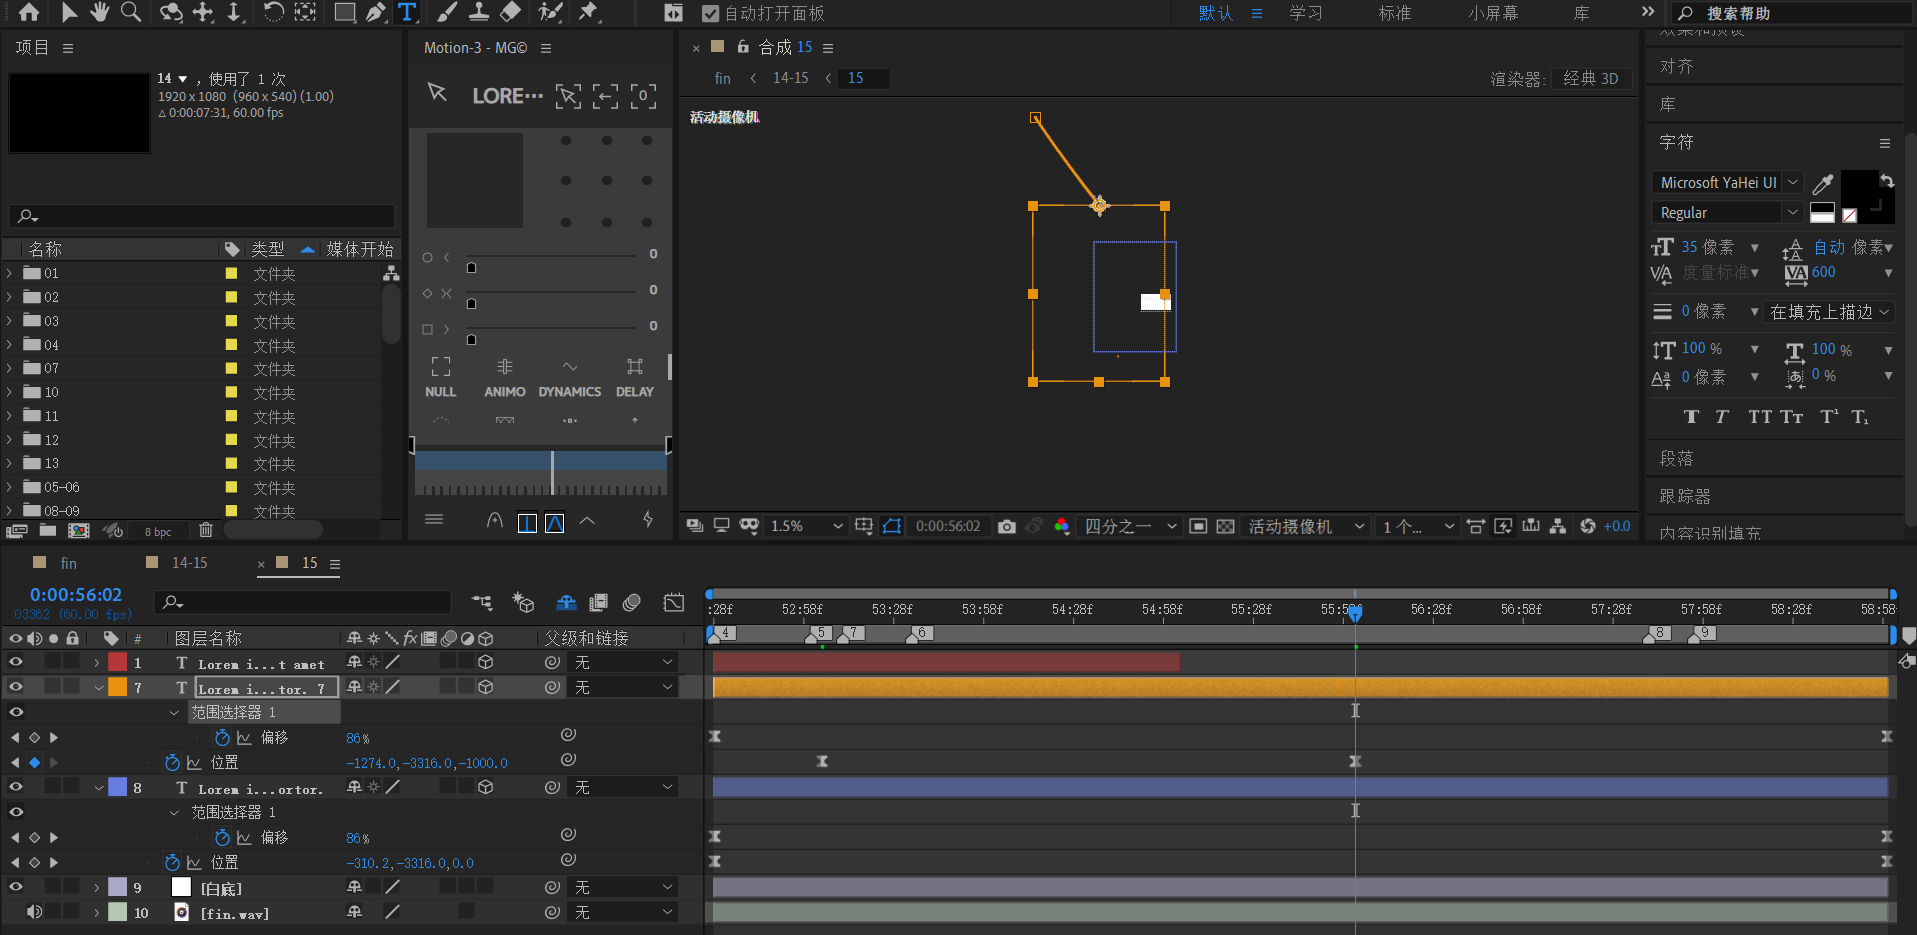 自动打开面板
默认
学习
标准
小屏幕
库
搜索帮助
项目
14 ，使用了 1 次
1920 x 1080 (960 x 540) (1.00)
△ 0:00:07:31, 60.00 fps
名称 类型 媒体开始
01 文件夹
02 文件夹
03 文件夹
04 文件夹
07 文件夹
10 文件夹
11 文件夹
12 文件夹
13 文件夹
05-06 文件夹
08-09 文件夹
8 bpc
Motion-3 - MG©
LORE···
0
0
0
0
NULL ANIMO DYNAMICS DELAY
合成 15
fin 14-15 15
渲染器: 经典 3D
活动摄像机
1.5% 0:00:56:02 四分之一 活动摄像机 1 个... +0.0
效果和预设
对齐
库
字符
Microsoft YaHei UI
Regular
35 像素 自动 像素
度量标准 600
0 像素 在填充上描边
100 % 100 %
0 像素 0 %
T T TT Tт T¹ T₁
段落
跟踪器
内容识别填充
fin 14-15 15
0:00:56:02
03362 (60.00 fps)
:28f 52:58f 53:28f 53:58f 54:28f 54:58f 55:28f 56:28f 56:58f 57:28f 57:58f 58:28f 58:58
4 5 7 6 8 9
# 图层名称 父级和链接
1 T Lorem i...t amet 无
7 T Lorem i...tor. 7 无
范围选择器 1
偏移 86%
位置 -1274.0,-3316.0,-1000.0
8 T Lorem i...ortor. 无
范围选择器 1
偏移 86%
位置 -310.2,-3316.0,0.0
9 [白底] 无
10 [fin.wav] 无